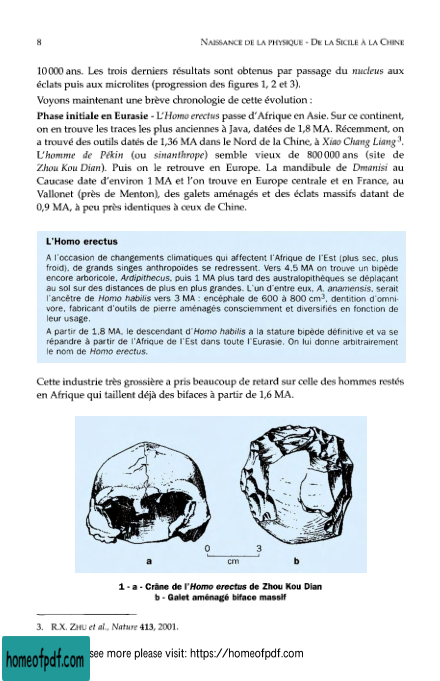 8 NAISSANCE DE LA PHYSIQUE - DE LA SICILE À LA CHINE
10 000 ans. Les trois derniers résultats sont obtenus par passage du nucleus aux
éclats puis aux microlites (progression des figures 1, 2 et 3).
Voyons maintenant une brève chronologie de cette évolution :
Phase initiale en Eurasie - L'Homo erectus passe d'Afrique en Asie. Sur ce continent,
on en trouve les traces les plus anciennes à Java, datées de 1,8 MA. Récemment, on
a trouvé des outils datés de 1,36 MA dans le Nord de la Chine, à Xiao Chang Liang 3.
L'homme de Pékin (ou sinanthrope) semble vieux de 800 000 ans (site de
Zhou Kou Dian). Puis on le retrouve en Europe. La mandibule de Dmanisi au
Caucase date d'environ 1 MA et l'on trouve en Europe centrale et en France, au
Vallonet (près de Menton), des galets aménagés et des éclats massifs datant de
0,9 MA, à peu près identiques à ceux de Chine.
L'Homo erectus
A l'occasion de changements climatiques qui affectent l'Afrique de l'Est (plus sec, plus
froid), de grands singes anthropoïdes se redressent. Vers 4,5 MA on trouve un bipède
encore arboricole, Ardipithecus, puis 1 MA plus tard des australopithèques se déplaçant
au sol sur des distances de plus en plus grandes. L'un d'entre eux, A. anamensis, serait
l'ancêtre de Homo habilis vers 3 MA : encéphale de 600 à 800 cm3, dentition d'omni-
vore, fabricant d'outils de pierre aménagés consciemment et diversifiés en fonction de
leur usage.
A partir de 1,8 MA, le descendant d'Homo habilis a la stature bipède définitive et va se
répandre à partir de l'Afrique de l'Est dans toute l'Eurasie. On lui donne arbitrairement
le nom de Homo erectus.
Cette industrie très grossière a pris beaucoup de retard sur celle des hommes restés
en Afrique qui taillent déjà des bifaces à partir de 1,6 MA.
0 3
a cm b
1 - a - Crâne de l'Homo erectus de Zhou Kou Dian
b - Galet aménagé biface massif
3. R.X. ZHU et al., Nature 413, 2001.
homeofpdf.com see more please visit: https://homeofpdf.com